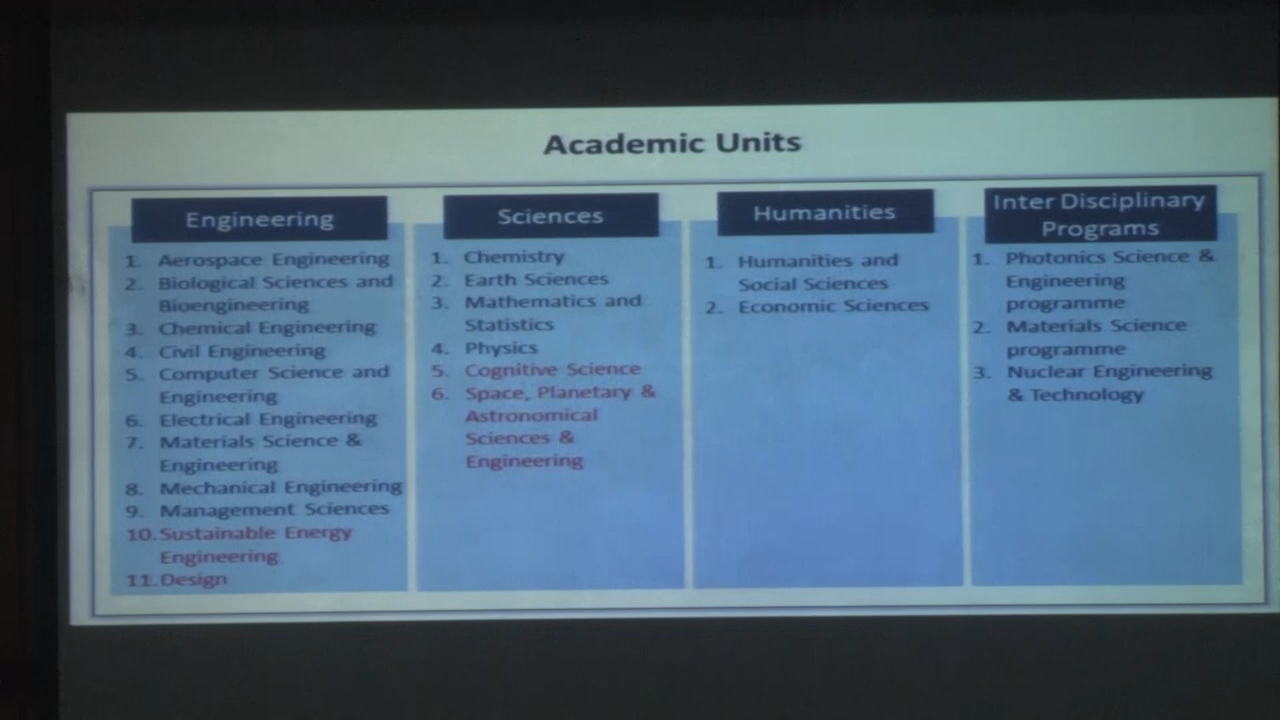 Academic Units
Engineering
1. Aerospace Engineering
2. Biological Sciences and
Bioengineering
3. Chemical Engineering
4. Civil Engineering
5. Computer Science and
Engineering
6. Electrical Engineering
7. Materials Science &
Engineering
8. Mechanical Engineering
9. Management Sciences
10. Sustainable Energy
Engineering
11. Design
Sciences
1. Chemistry
2. Earth Sciences
3. Mathematics and
Statistics
4. Physics
5. Cognitive Science
6. Space, Planetary &
Astronomical
Sciences &
Engineering
Humanities
1. Humanities and
Social Sciences
2. Economic Sciences
Inter Disciplinary
Programs
1. Photonics Science &
Engineering
programme
2. Materials Science
programme
3. Nuclear Engineering
& Technology